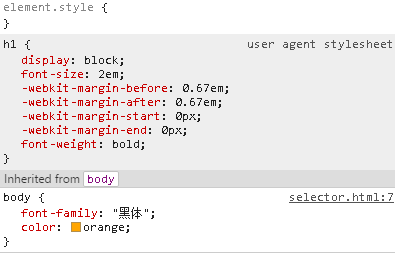 element.style {
}
h1 { user agent stylesheet
display: block;
font-size: 2em;
-webkit-margin-before: 0.67em;
-webkit-margin-after: 0.67em;
-webkit-margin-start: 0px;
-webkit-margin-end: 0px;
font-weight: bold;
}
Inherited from body
body { selector.html:7
font-family: "黑体";
color: orange;
}